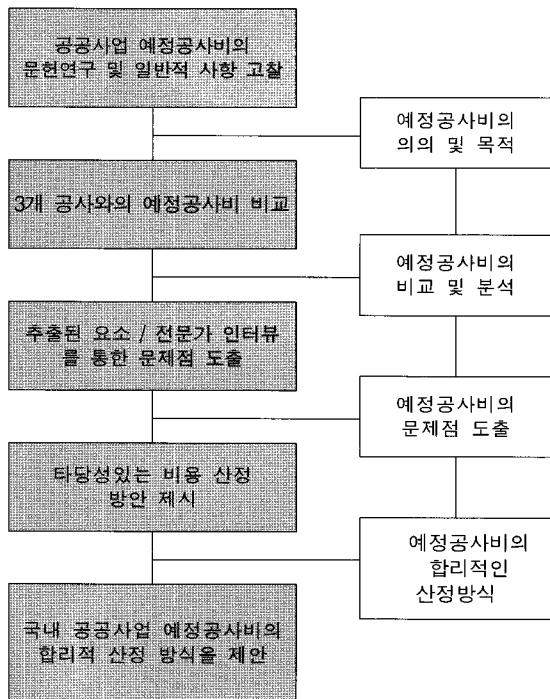 공공사업 예정공사비의
문헌연구 및 일반적 사항 고찰
예정공사비의
의의 및 목적
3개 공사와의 예정공사비 비교
예정공사비의
비교 및 분석
추출된 요소 / 전문가 인터뷰
를 통한 문제점 도출
예정공사비의
문제점 도출
타당성있는 비용 산정
방안 제시
예정공사비의
합리적인
산정방식
국내 공공사업 예정공사비의
합리적 산정 방식을 제안